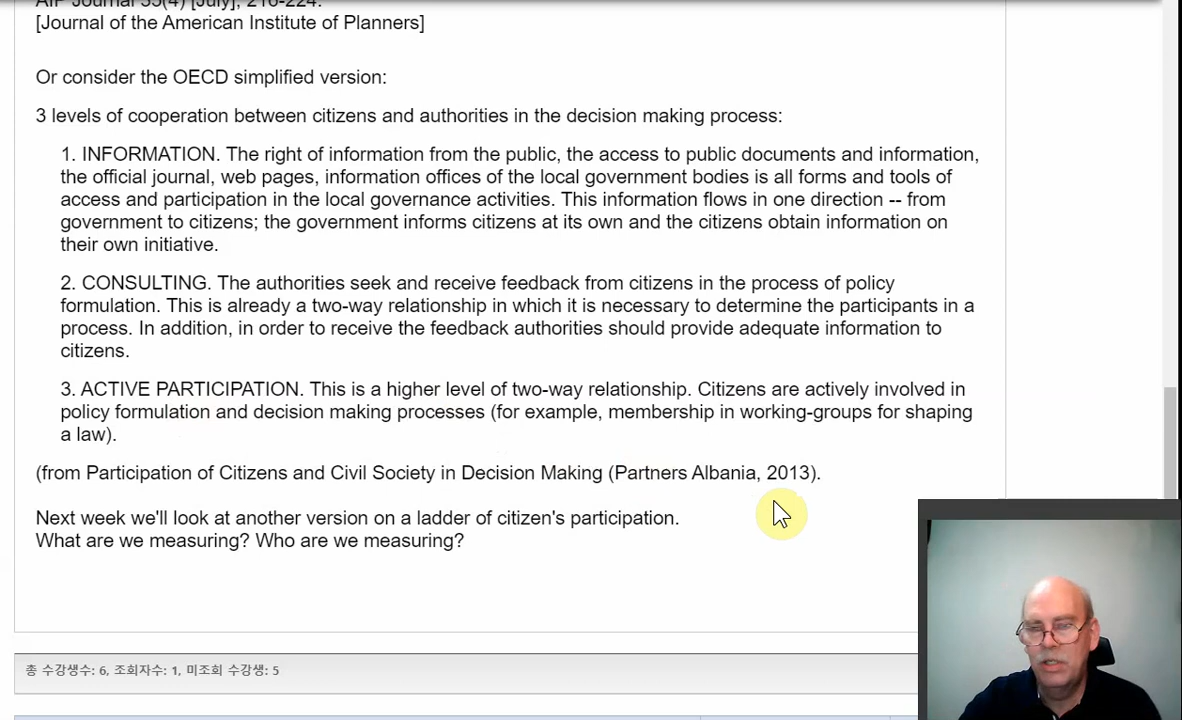 AIP Journal 35(4) [July], 216-224.
[Journal of the American Institute of Planners]
Or consider the OECD simplified version:
3 levels of cooperation between citizens and authorities in the decision making process:
1. INFORMATION. The right of information from the public, the access to public documents and information,
the official journal, web pages, information offices of the local government bodies is all forms and tools of
access and participation in the local governance activities. This information flows in one direction -- from
government to citizens; the government informs citizens at its own and the citizens obtain information on
their own initiative.
2. CONSULTING. The authorities seek and receive feedback from citizens in the process of policy
formulation. This is already a two-way relationship in which it is necessary to determine the participants in a
process. In addition, in order to receive the feedback authorities should provide adequate information to
citizens.
3. ACTIVE PARTICIPATION. This is a higher level of two-way relationship. Citizens are actively involved in
policy formulation and decision making processes (for example, membership in working-groups for shaping
a law).
(from Participation of Citizens and Civil Society in Decision Making (Partners Albania, 2013).
Next week we'll look at another version on a ladder of citizen's participation.
What are we measuring? Who are we measuring?
총 수강생수: 6, 조회자수: 1, 미조회 수강생: 5